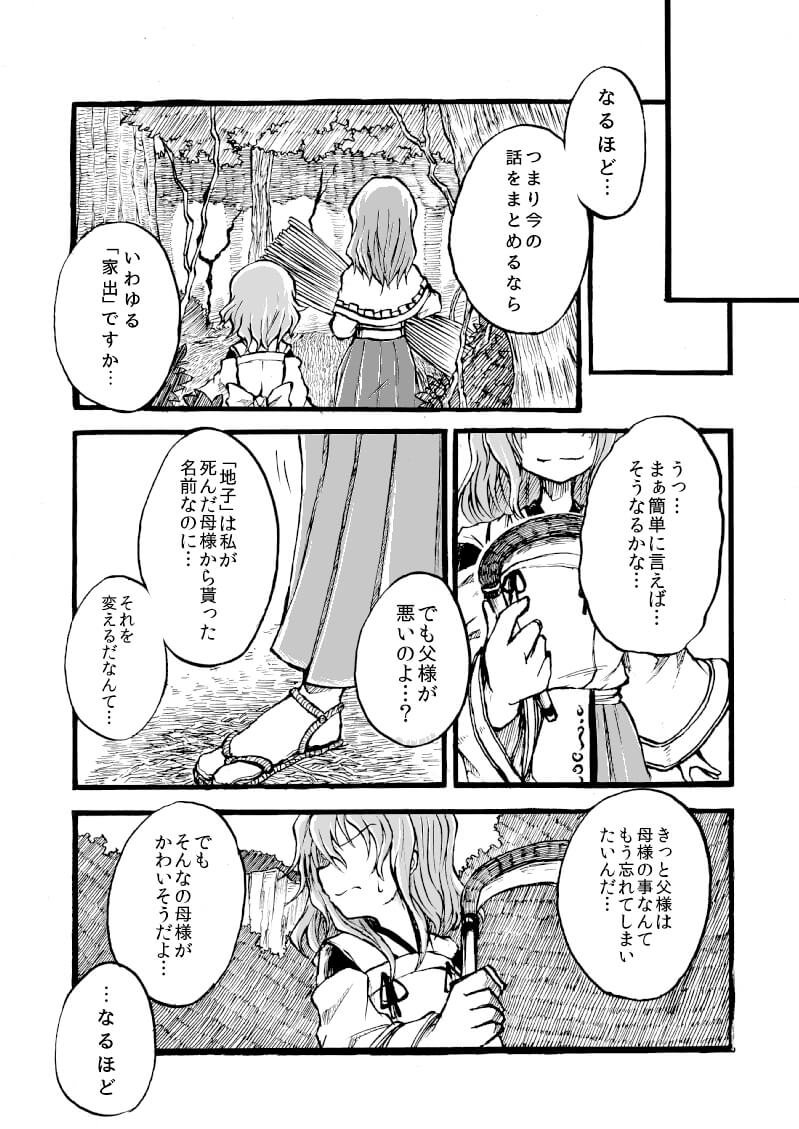 なるほど…
つまり今の
話をまとめるなら
いわゆる
「家出」ですか…
うっ…
まぁ簡単に言えば…
そうなるかな…
でも父様が
悪いのよ…？
「地子」は私が
死んだ母様から貰った
名前なのに…
それを
変えるだなんて…
きっと父様は
母様の事なんて
もう忘れてしまい
たいんだ…
でも
そんなの母様が
かわいそうだよ…
…なるほど